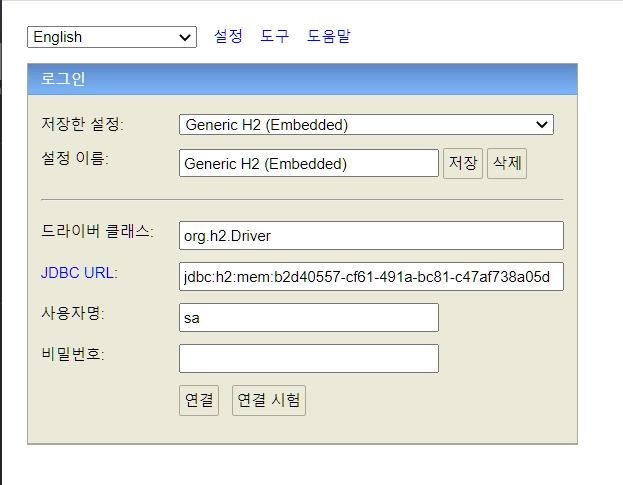 English 설정 도구 도움말
로그인
저장한 설정: Generic H2 (Embedded)
설정 이름: Generic H2 (Embedded) 저장 삭제
드라이버 클래스: org.h2.Driver
JDBC URL: jdbc:h2:mem:b2d40557-cf61-491a-bc81-c47af738a05d
사용자명: sa
비밀번호:
연결 연결 시험